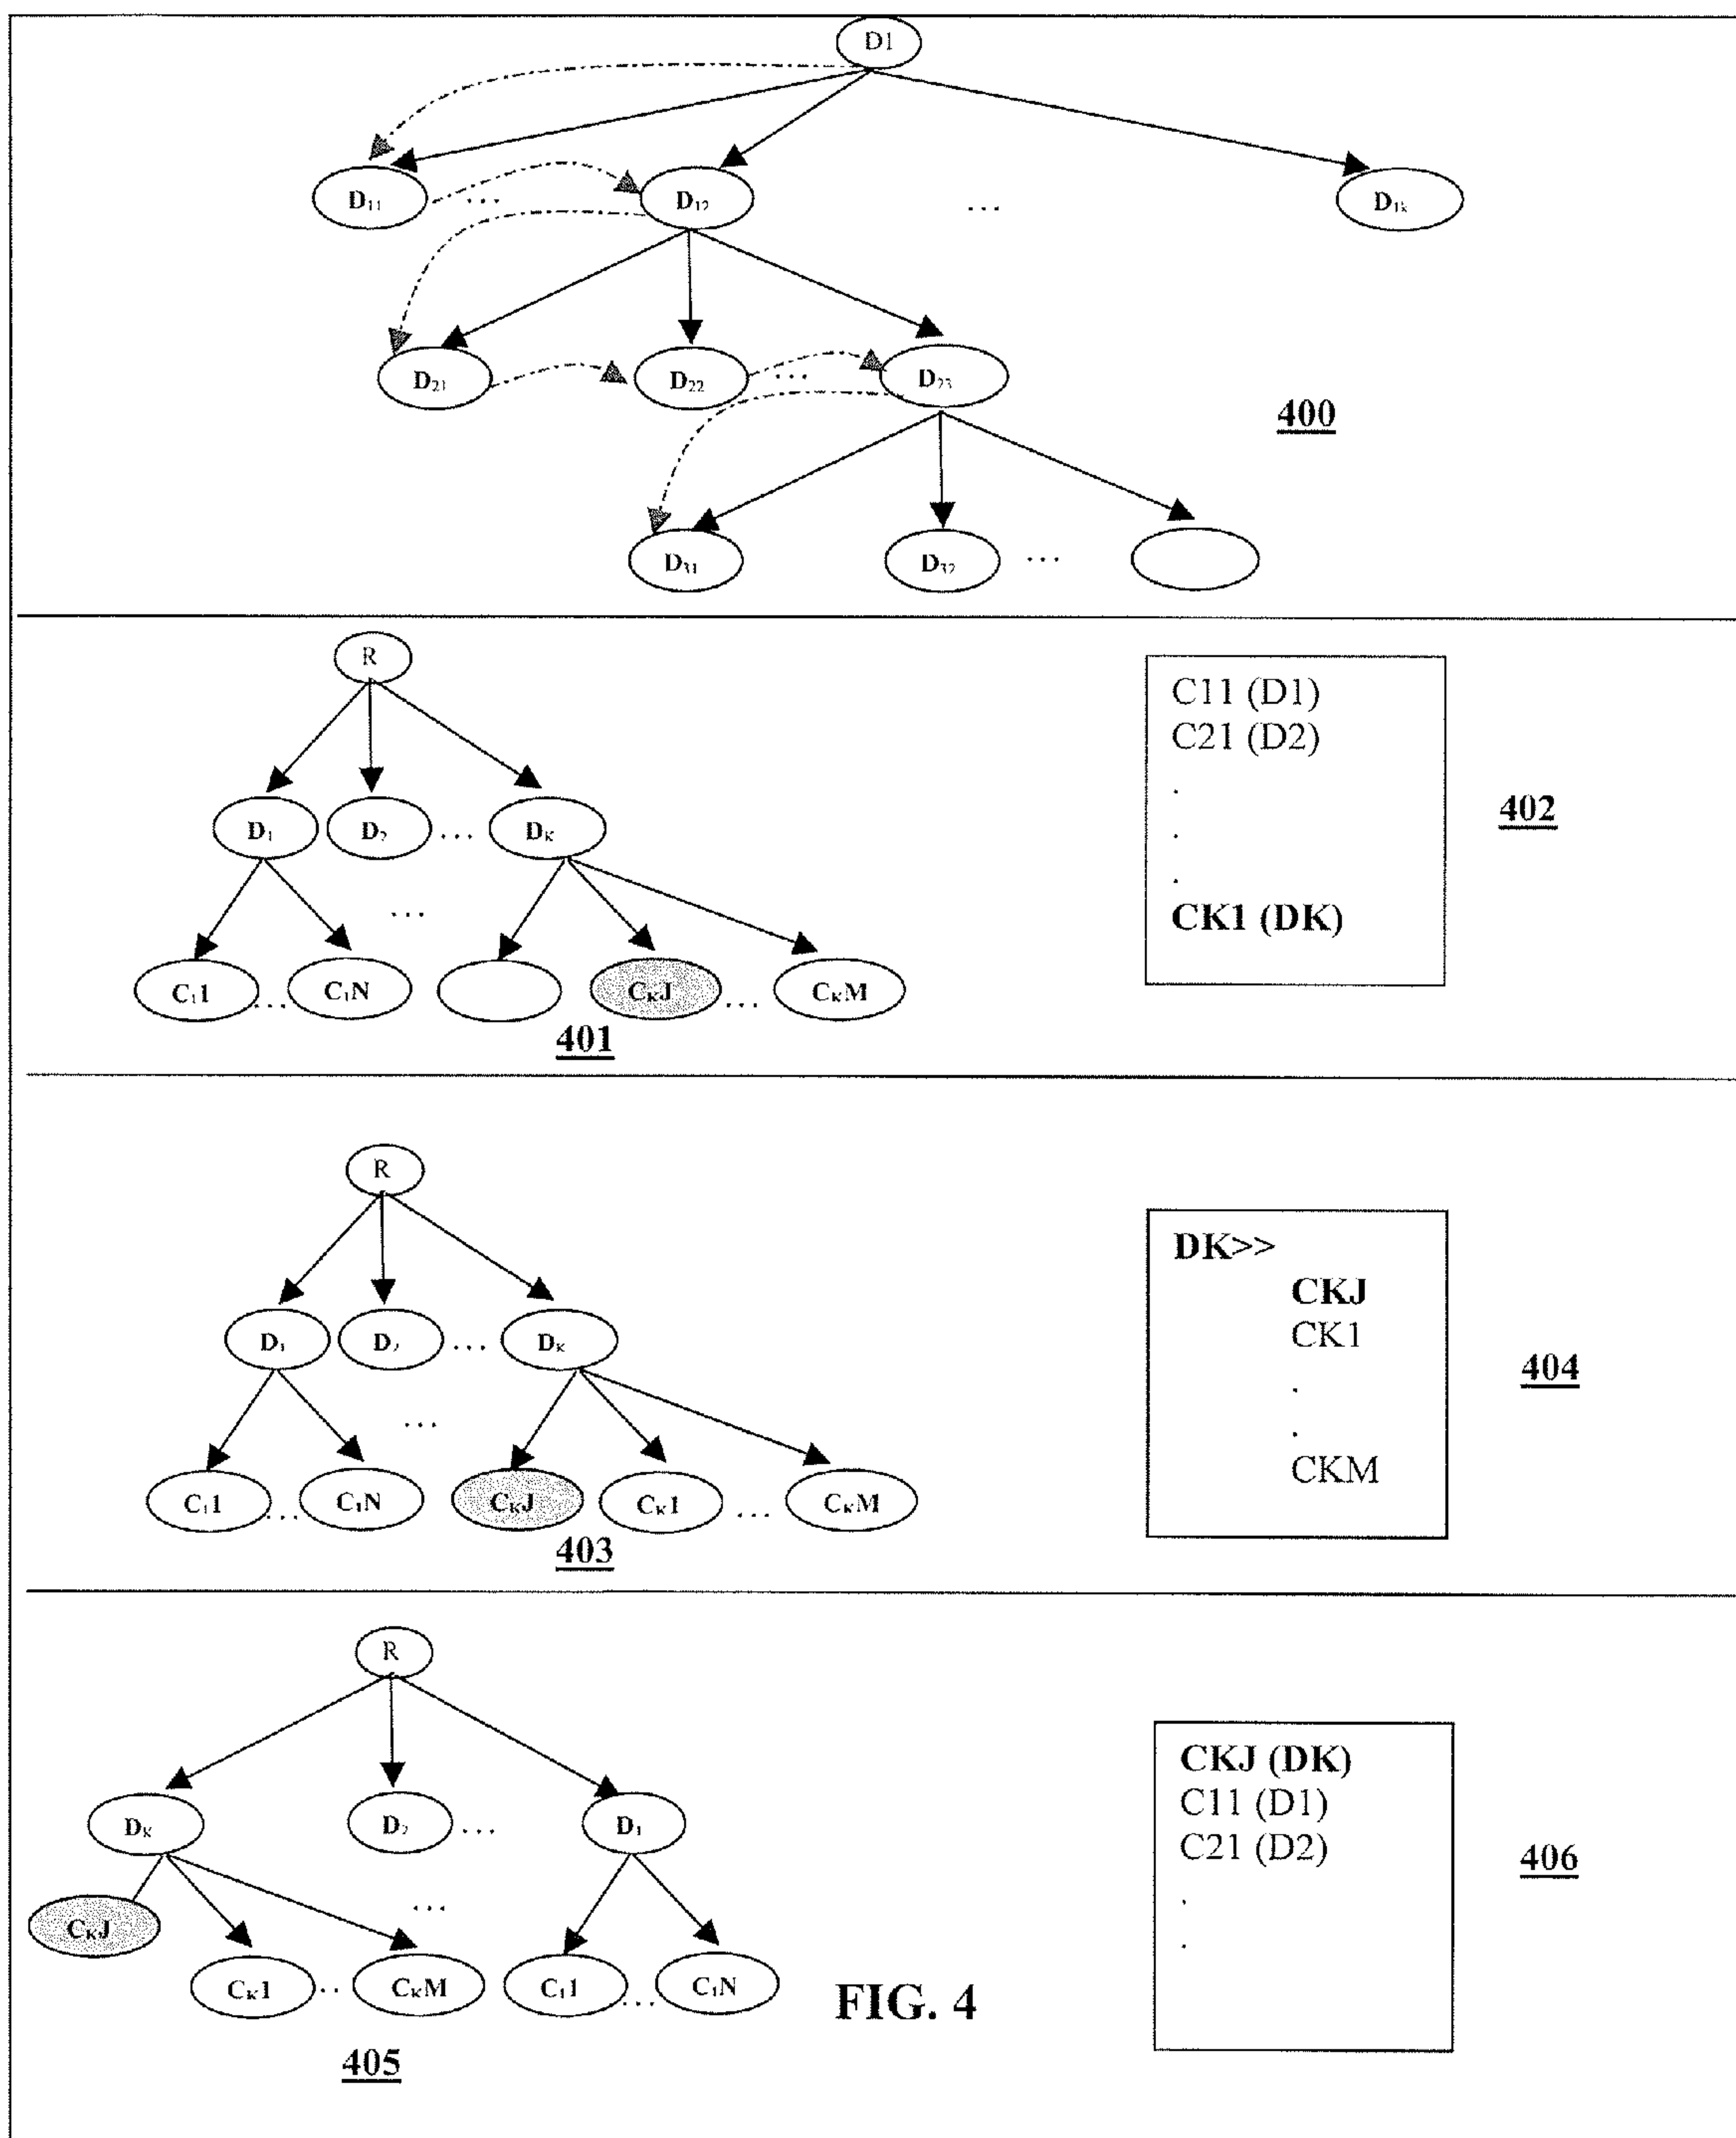 D1
D₁₁ ... D₁₂ ... D₁ₖ
D₂₁ D₂₂ ... D₂₃
400
D₃₁ D₃₂ ...
R
C11 (D1)
C21 (D2)
.
.
.
CK1 (DK)
402
D₁ D₂ ... Dₖ
...
C₁1 ... C₁N CₖJ ... CₖM
401
R
DK>>
CKJ
CK1
.
.
CKM
404
D₁ D₂ ... Dₖ
...
C₁1 ... C₁N CₖJ Cₖ1 ... CₖM
403
R
CKJ (DK)
C11 (D1)
C21 (D2)
.
.
406
Dₖ D₂ ... D₁
...
CₖJ
Cₖ1 .. CₖM C₁1 ... C₁N
FIG. 4
405